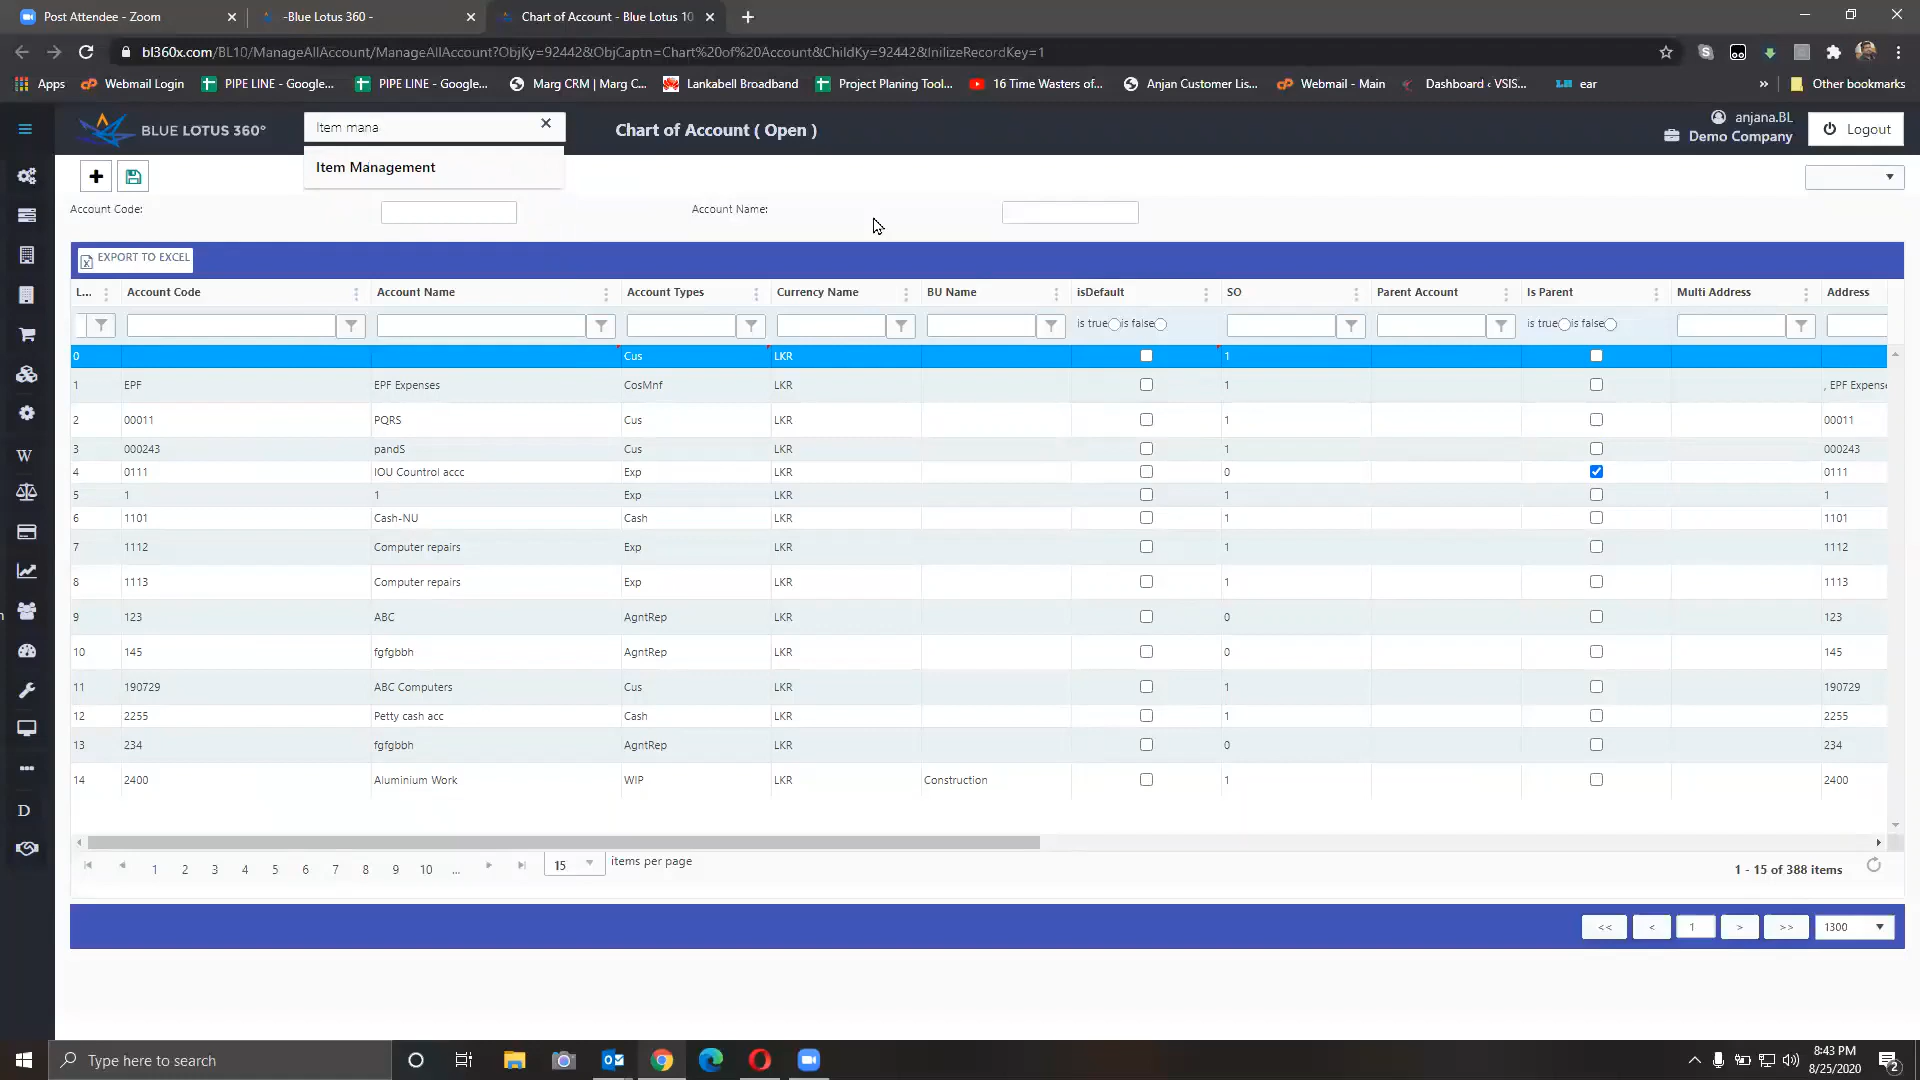 Post Attendee - Zoom
-Blue Lotus 360 -
Chart of Account - Blue Lotus 10
bl360x.com/BL10/ManageAllAccount/ManageAllAccount?ObjKy=92442&ObjCaptn=Chart%20of%20Account&ChildKy=92442&InilizeRecordKey=1
Apps
Webmail Login
PIPE LINE - Google...
PIPE LINE - Google...
Marg CRM | Marg C...
Lankabell Broadband
Project Planing Tool...
16 Time Wasters of...
Anjan Customer Lis...
Webmail - Main
Dashboard ‹ VSIS...
ear
»
Other bookmarks
BLUE LOTUS 360°
Item mana
Chart of Account ( Open )
anjana.BL
Demo Company
Logout
Item Management
Account Code:
Account Name:
EXPORT TO EXCEL
L... Account Code Account Name Account Types Currency Name BU Name isDefault SO Parent Account Is Parent Multi Address Address
is true is false is true is false
0 Cus LKR 1
1 EPF EPF Expenses CosMnf LKR 1 , EPF Expense
2 00011 PQRS Cus LKR 1 00011
3 000243 pandS Cus LKR 1 000243
4 0111 IOU Countrol accc Exp LKR 0 0111
5 1 1 Exp LKR 1 1
6 1101 Cash-NU Cash LKR 1 1101
7 1112 Computer repairs Exp LKR 1 1112
8 1113 Computer repairs Exp LKR 1 1113
9 123 ABC AgntRep LKR 0 123
10 145 fgfgbbh AgntRep LKR 0 145
11 190729 ABC Computers Cus LKR 1 190729
12 2255 Petty cash acc Cash LKR 1 2255
13 234 fgfgbbh AgntRep LKR 0 234
14 2400 Aluminium Work WIP LKR Construction 1 2400
W
D
1 2 3 4 5 6 7 8 9 10 ... 15 items per page
1 - 15 of 388 items
<< < 1 > >> 1300
Type here to search
8:43 PM
8/25/2020
2